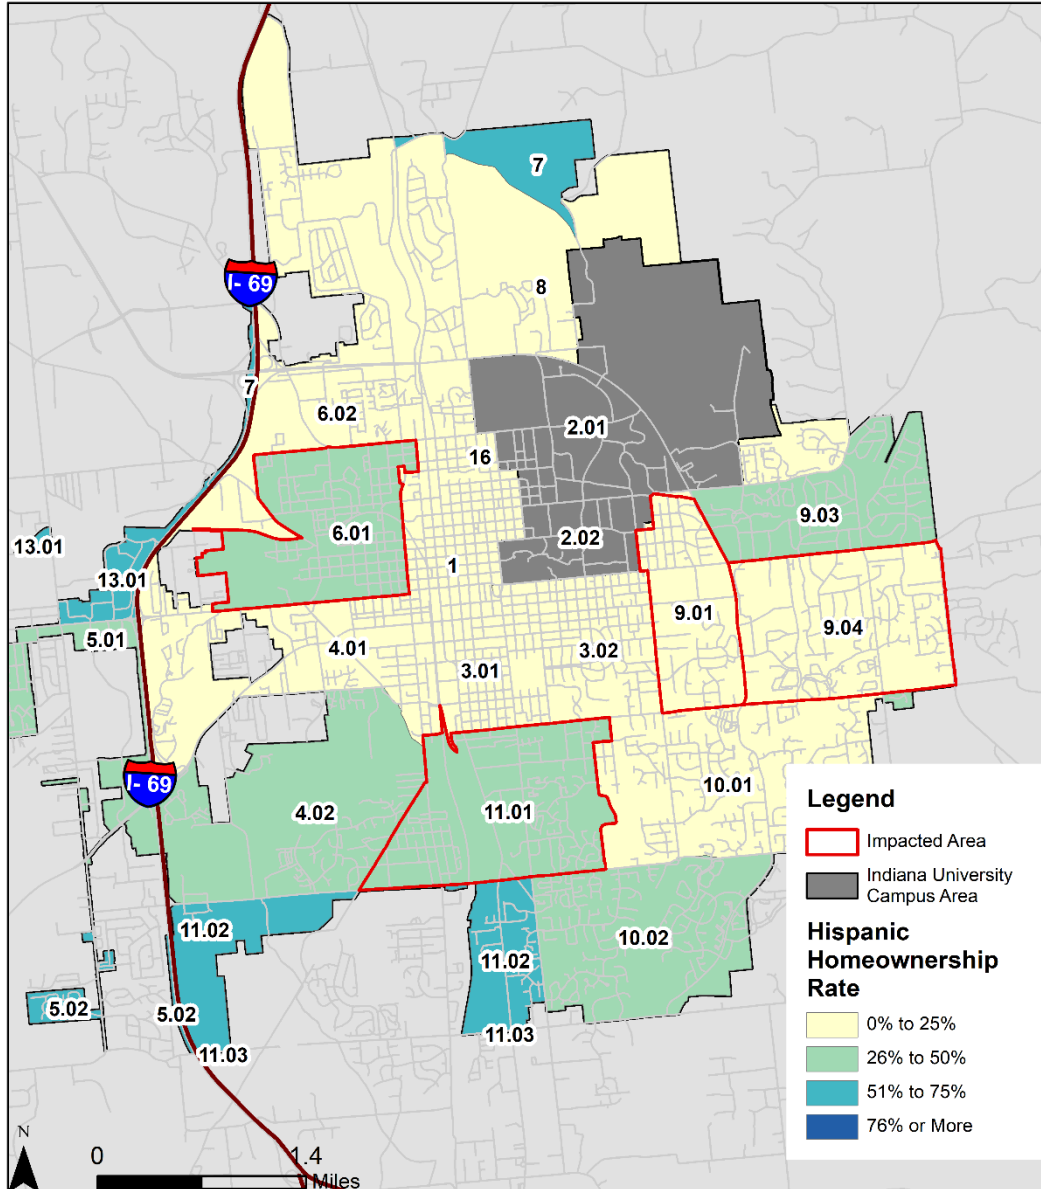 7
I- 69
8
7
6.02
2.01
16
9.03
6.01
2.02
13.01
1
13.01
9.01
9.04
5.01
4.01
3.02
3.01
I- 69
10.01
4.02
11.01
11.02
10.02
11.02
5.02
5.02
11.03
11.03
Legend
Impacted Area
Indiana University
Campus Area
Hispanic
Homeownership
Rate
0% to 25%
26% to 50%
51% to 75%
76% or More
N
0
1.4
Miles